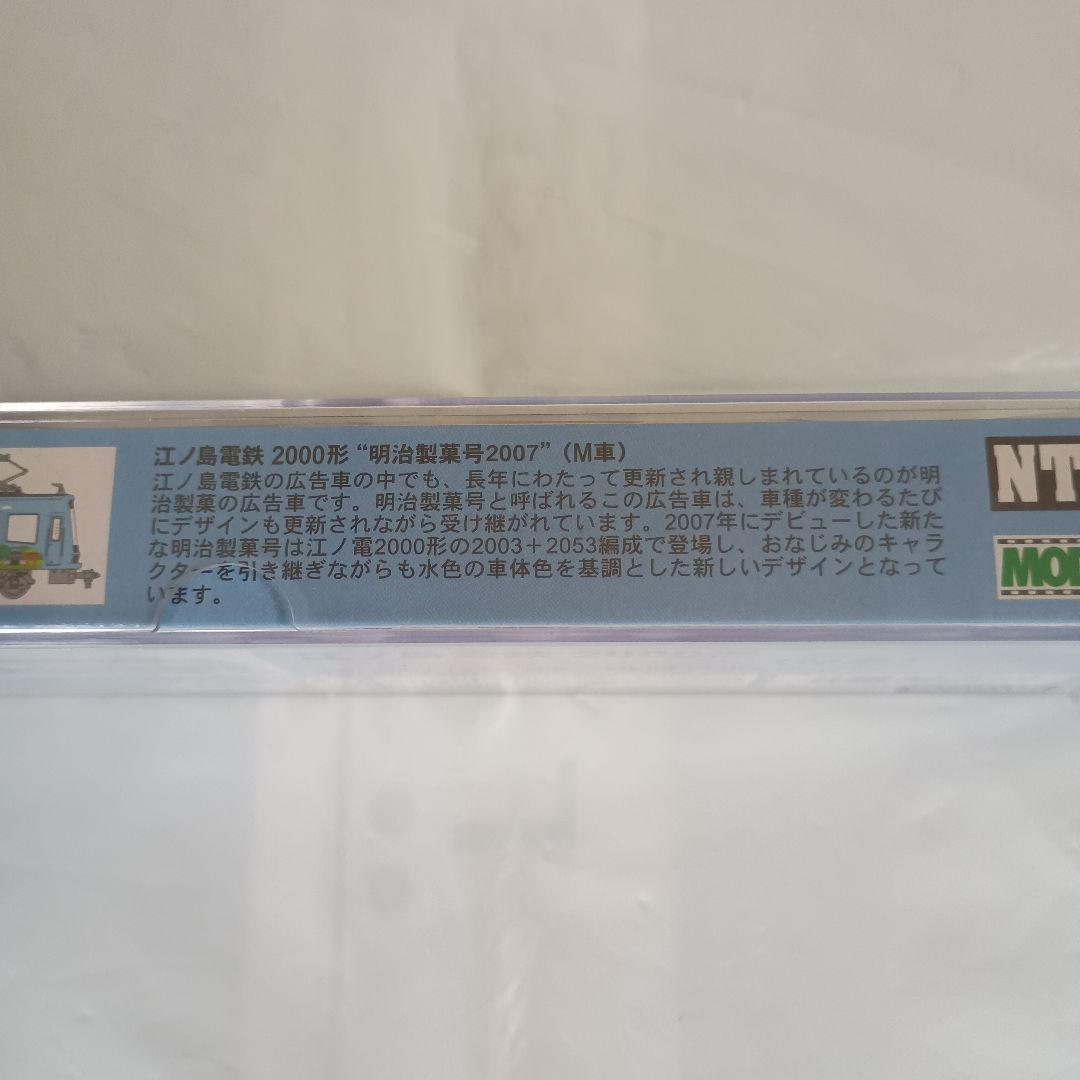 江ノ島電鉄 2000形 “明治製菓号2007”（M車）
江ノ島電鉄の広告車の中でも、長年にわたって更新され親しまれているのが明
治製菓の広告車です。明治製菓号と呼ばれるこの広告車は、車種が変わるたび
にデザインも更新されながら受け継がれています。2007年にデビューした新た
な明治製菓号は江ノ電2000形の2003＋2053編成で登場し、おなじみのキャラ
クターを引き継ぎながらも水色の車体色を基調とした新しいデザインとなって
います。
NT
MO